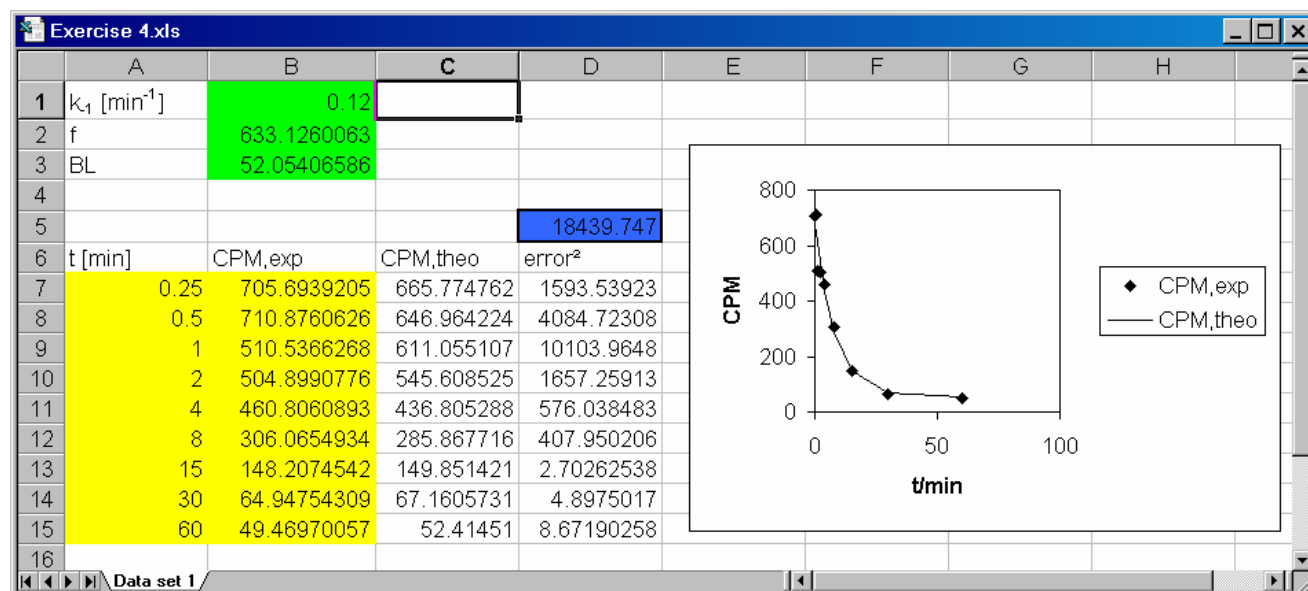 Exercise 4.xls
A B C D E F G H
1 k-1 [min-1] 0.12
2 f 633.1260063
3 BL 52.05406586
4
5 18439.747
6 t [min] CPM,exp CPM,theo error²
7 0.25 705.6939205 665.774762 1593.53923
8 0.5 710.8760626 646.964224 4084.72308
9 1 510.5366268 611.055107 10103.9648
10 2 504.8990776 545.608525 1657.25913
11 4 460.8060893 436.805288 576.038483
12 8 306.0654934 285.867716 407.950206
13 15 148.2074542 149.851421 2.70262538
14 30 64.94754309 67.1605731 4.8975017
15 60 49.46970057 52.41451 8.67190258
16
800
600
400
200
0
CPM
0 50 100
t/min
CPM,exp
CPM,theo
Data set 1